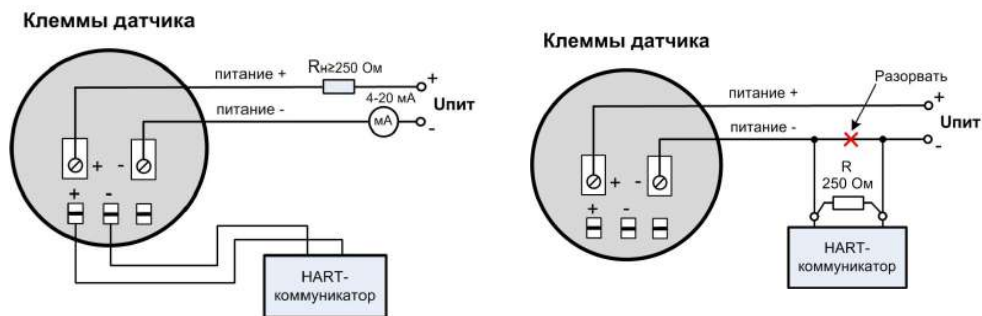 Клеммы датчика
питание +
Rн≥250 Ом
+
питание -
4-20 мА
мА
Uпит
-
+
-
+
-
HART-
коммуникатор
Клеммы датчика
Разорвать
питание +
+
питание -
Uпит
-
R
250 Ом
+
-
+
-
HART-
коммуникатор